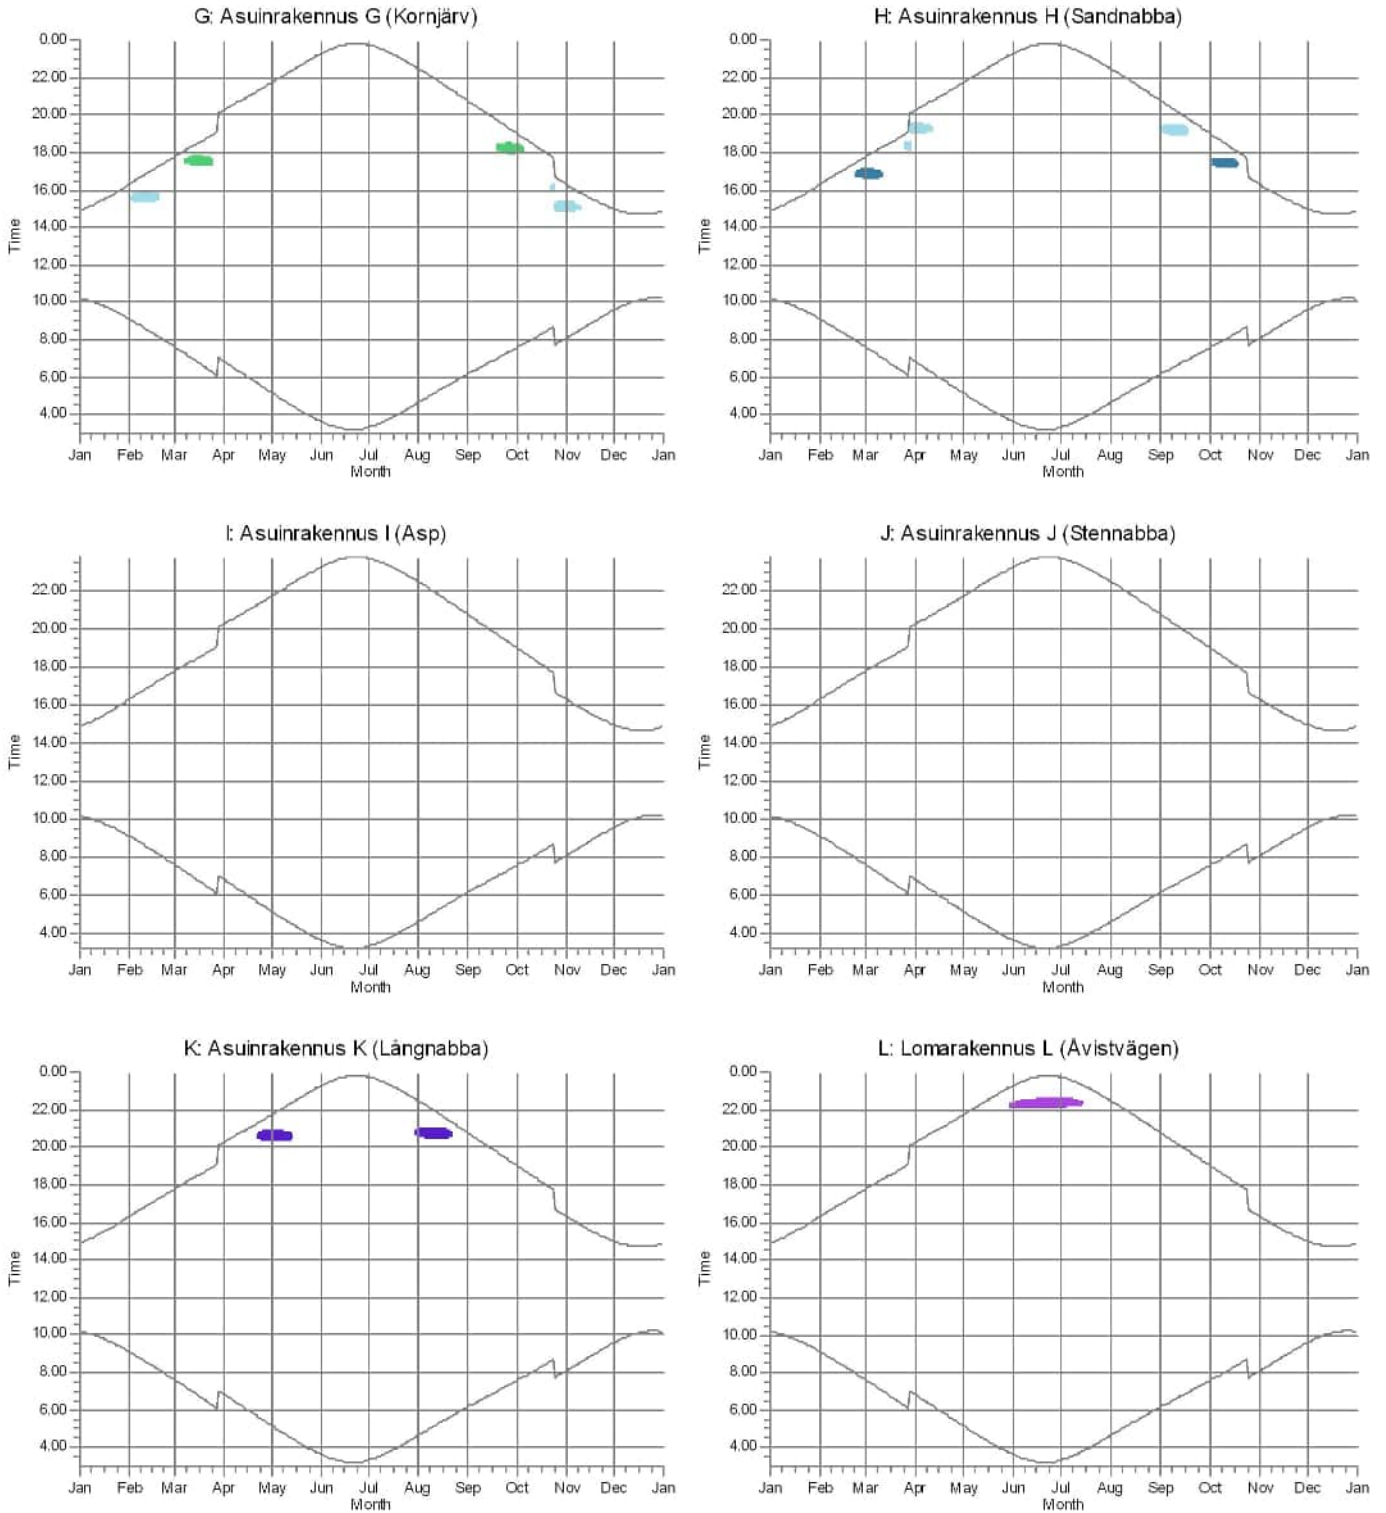 G: Asuinrakennus G (Kornjärv)
0.00
22.00
20.00
18.00
16.00
14.00
12.00
10.00
8.00
6.00
4.00
Time
Jan Feb Mar Apr May Jun Jul Aug Sep Oct Nov Dec Jan
Month
H: Asuinrakennus H (Sandnabba)
0.00
22.00
20.00
18.00
16.00
14.00
12.00
10.00
8.00
6.00
4.00
Time
Jan Feb Mar Apr May Jun Jul Aug Sep Oct Nov Dec Jan
Month
I: Asuinrakennus I (Asp)
22.00
20.00
18.00
16.00
14.00
12.00
10.00
8.00
6.00
4.00
Time
Jan Feb Mar Apr May Jun Jul Aug Sep Oct Nov Dec Jan
Month
J: Asuinrakennus J (Stennabba)
22.00
20.00
18.00
16.00
14.00
12.00
10.00
8.00
6.00
4.00
Time
Jan Feb Mar Apr May Jun Jul Aug Sep Oct Nov Dec Jan
Month
K: Asuinrakennus K (Långnabba)
0.00
22.00
20.00
18.00
16.00
14.00
12.00
10.00
8.00
6.00
4.00
Time
Jan Feb Mar Apr May Jun Jul Aug Sep Oct Nov Dec Jan
Month
L: Lomarakennus L (Åvistvägen)
0.00
22.00
20.00
18.00
16.00
14.00
12.00
10.00
8.00
6.00
4.00
Time
Jan Feb Mar Apr May Jun Jul Aug Sep Oct Nov Dec Jan
Month